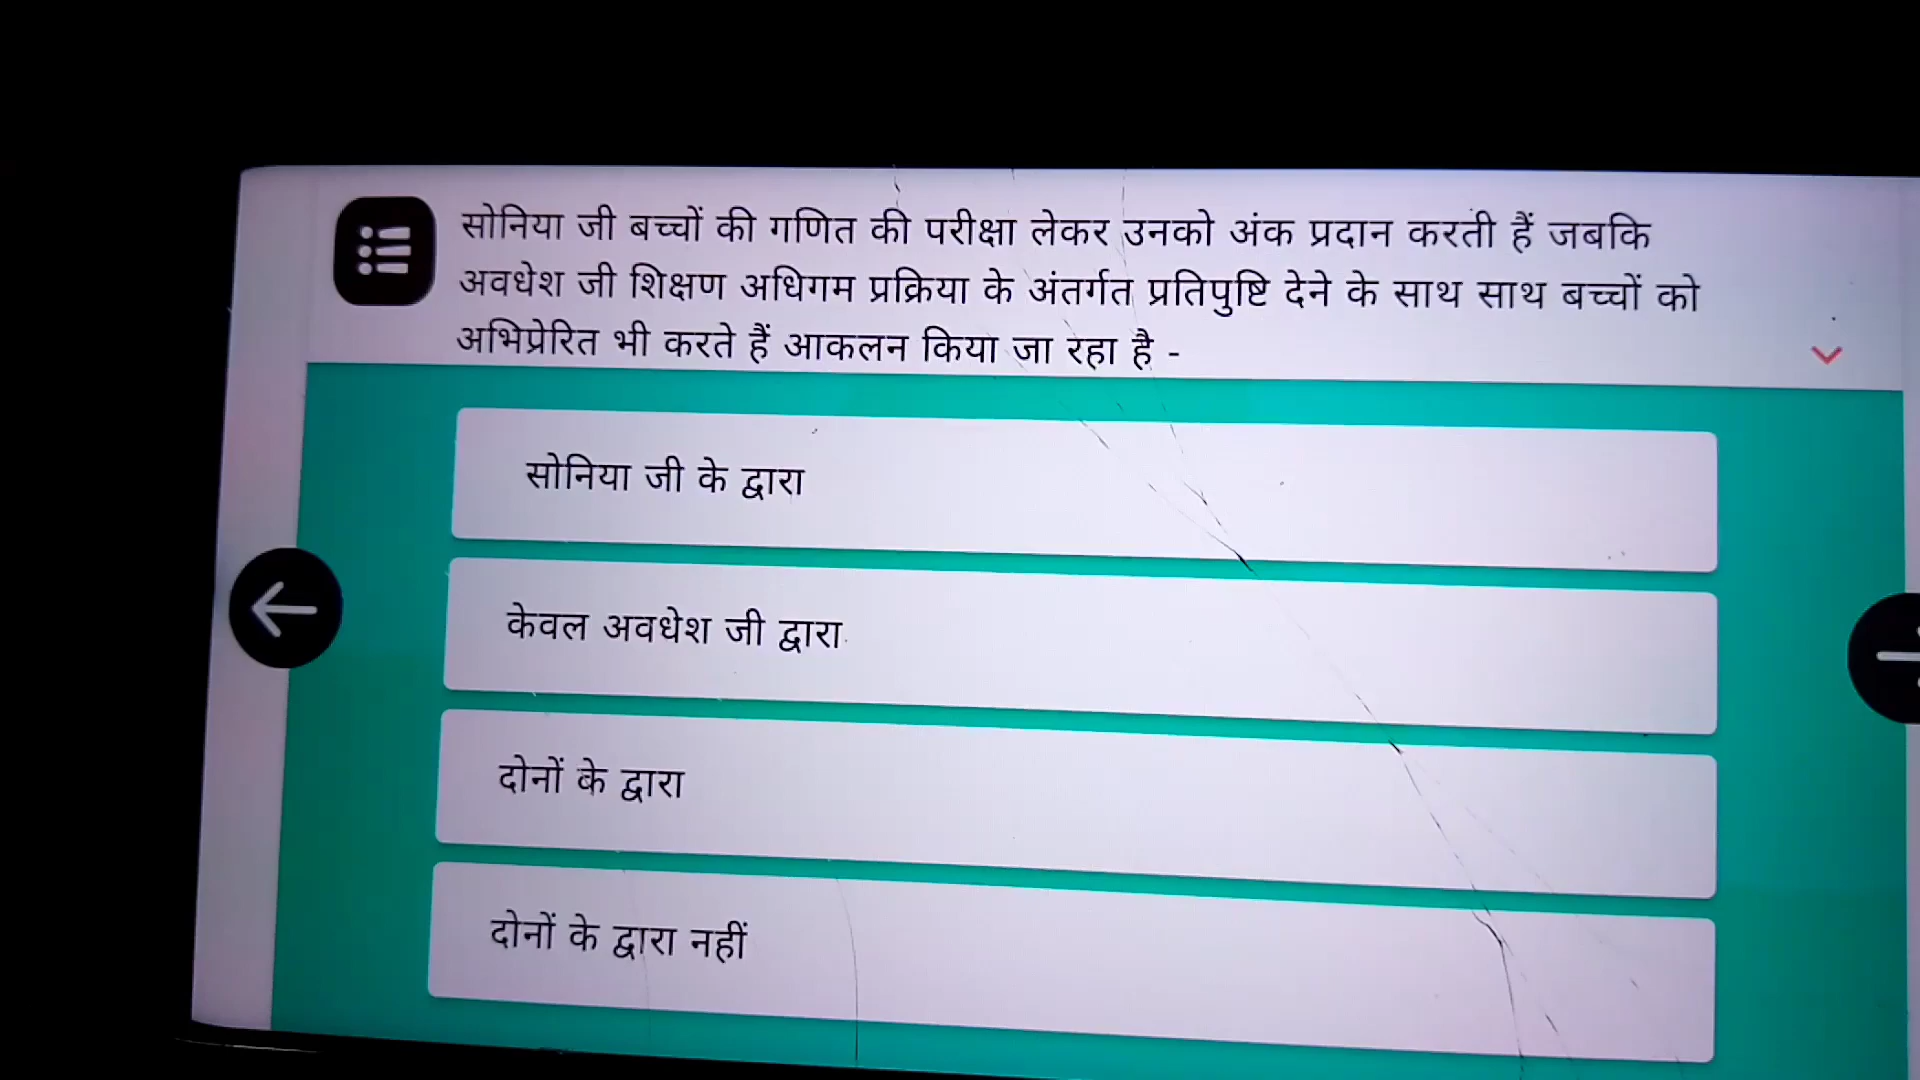 सोनिया जी बच्चों की गणित की परीक्षा लेकर उनको अंक प्रदान करती हैं जबकि
अवधेश जी शिक्षण अधिगम प्रक्रिया के अंतर्गत प्रतिपुष्टि देने के साथ साथ बच्चों को
अभिप्रेरित भी करते हैं आकलन किया जा रहा है -
सोनिया जी के द्वारा
केवल अवधेश जी द्वारा
दोनों के द्वारा
दोनों के द्वारा नहीं